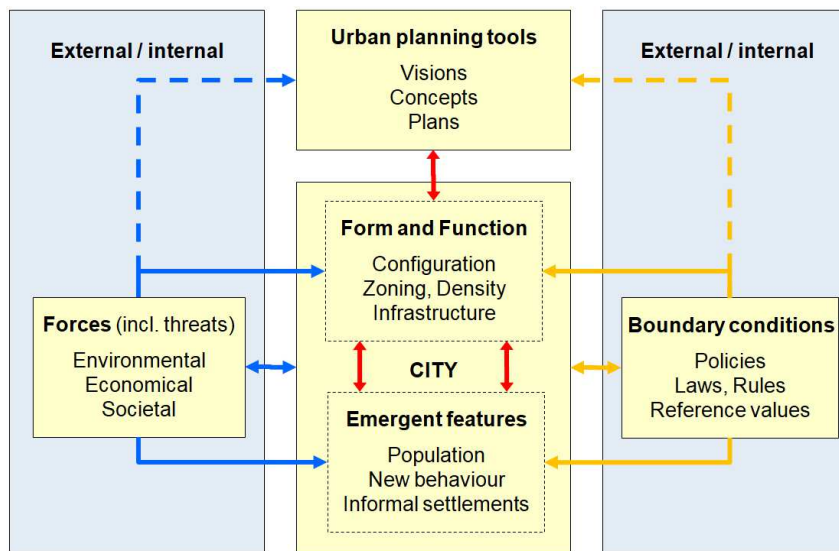 External / internal
Urban planning tools
Visions
Concepts
Plans
External / internal
Form and Function
Configuration
Zoning, Density
Infrastructure
Forces (incl. threats)
Environmental
Economical
Societal
CITY
Boundary conditions
Policies
Laws, Rules
Reference values
Emergent features
Population
New behaviour
Informal settlements